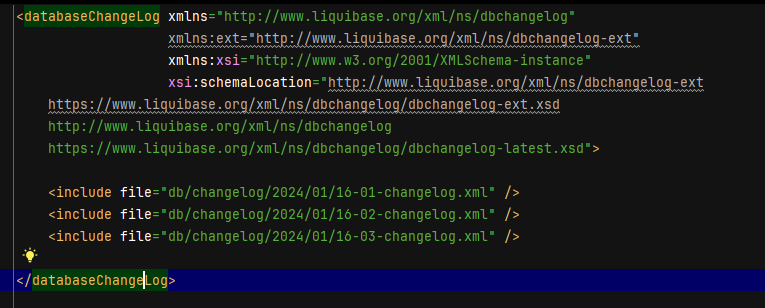 <databaseChangeLog xmlns="http://www.liquibase.org/xml/ns/dbchangelog"
xmlns:ext="http://www.liquibase.org/xml/ns/dbchangelog-ext"
xmlns:xsi="http://www.w3.org/2001/XMLSchema-instance"
xsi:schemaLocation="http://www.liquibase.org/xml/ns/dbchangelog-ext
https://www.liquibase.org/xml/ns/dbchangelog/dbchangelog-ext.xsd
http://www.liquibase.org/xml/ns/dbchangelog
https://www.liquibase.org/xml/ns/dbchangelog/dbchangelog-latest.xsd">
<include file="db/changelog/2024/01/16-01-changelog.xml" />
<include file="db/changelog/2024/01/16-02-changelog.xml" />
<include file="db/changelog/2024/01/16-03-changelog.xml" />
</databaseChangeLog>